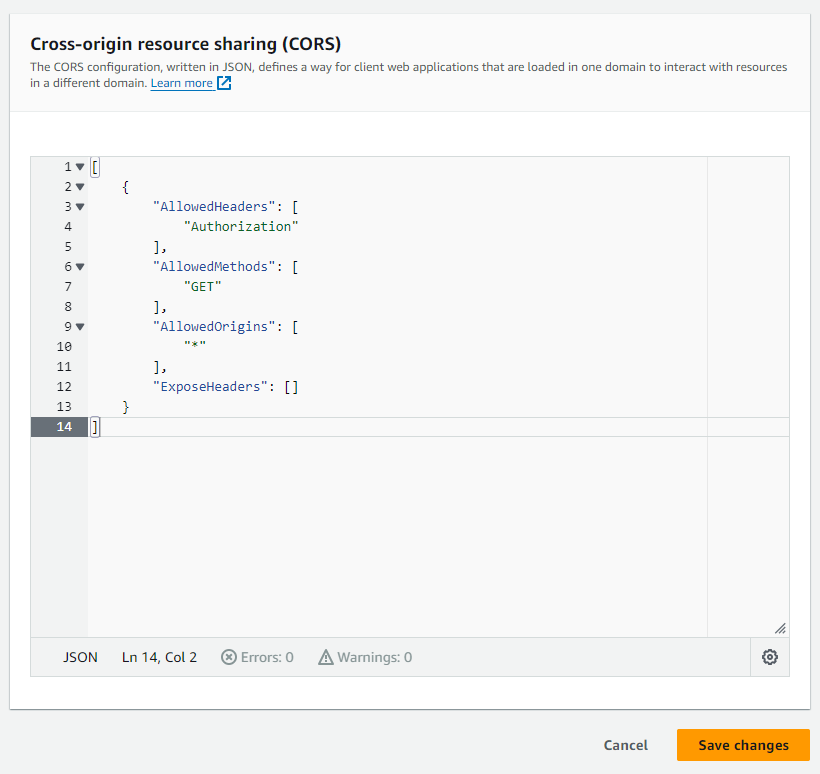 Cross-origin resource sharing (CORS)
The CORS configuration, written in JSON, defines a way for client web applications that are loaded in one domain to interact with resources
in a different domain. Learn more
1 [
2     {
3         "AllowedHeaders": [
4             "Authorization"
5         ],
6         "AllowedMethods": [
7             "GET"
8         ],
9         "AllowedOrigins": [
10             "*"
11         ],
12         "ExposeHeaders": []
13     }
14 ]
JSON Ln 14, Col 2 Errors: 0 Warnings: 0
Cancel Save changes